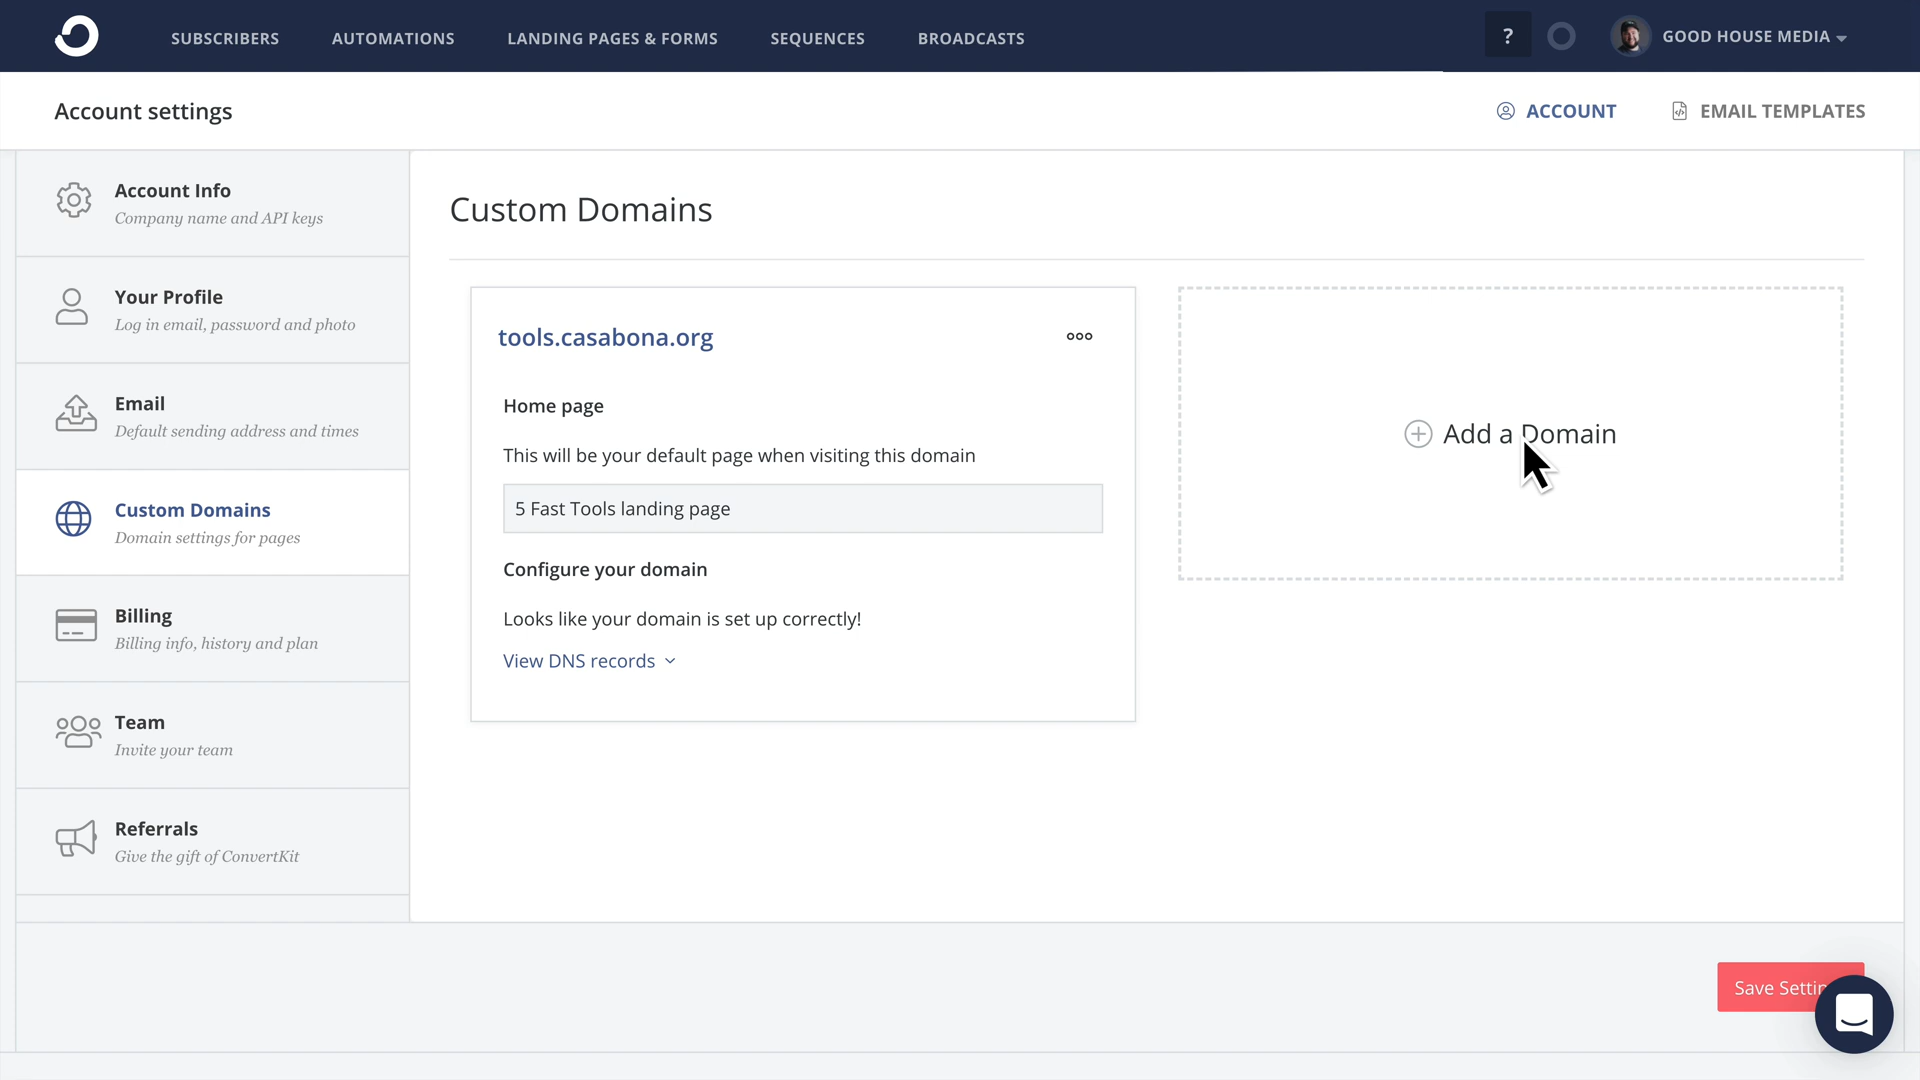 SUBSCRIBERS AUTOMATIONS LANDING PAGES & FORMS SEQUENCES BROADCASTS ? GOOD HOUSE MEDIA
Account settings ACCOUNT EMAIL TEMPLATES
Account Info
Company name and API keys
Your Profile
Log in email, password and photo
Email
Default sending address and times
Custom Domains
Domain settings for pages
Billing
Billing info, history and plan
Team
Invite your team
Referrals
Give the gift of ConvertKit
Custom Domains
tools.casabona.org
Home page
This will be your default page when visiting this domain
5 Fast Tools landing page
Configure your domain
Looks like your domain is set up correctly!
View DNS records
Add a Domain
Save